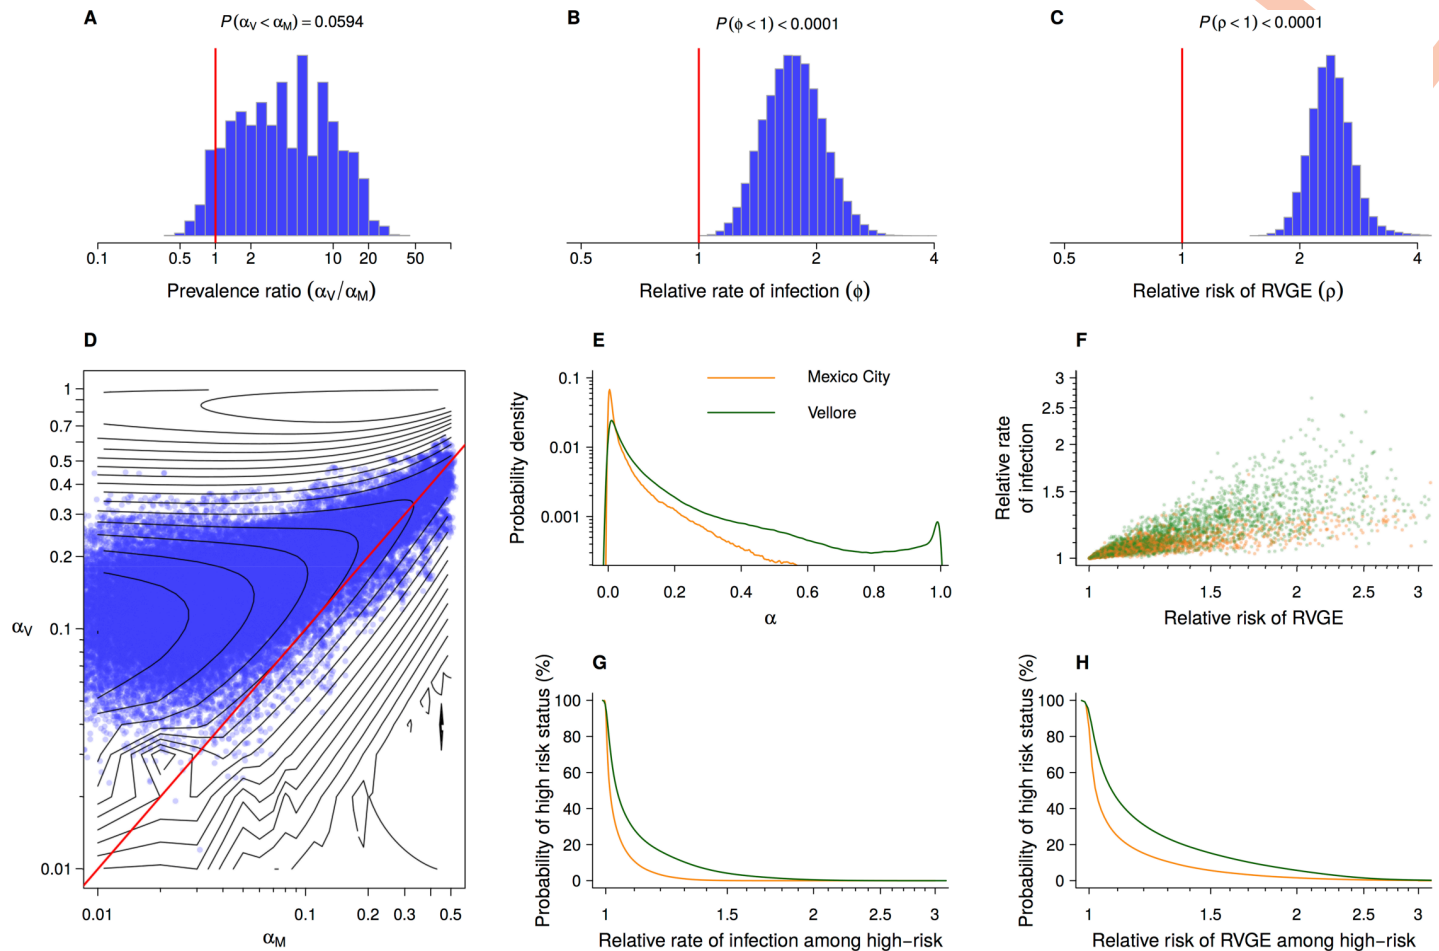 A
P(αV < αM) = 0.0594
0.1 0.5 1 2 10 20 50
Prevalence ratio (αV/αM)
B
P(ϕ < 1) < 0.0001
0.5 1 2 4
Relative rate of infection (ϕ)
C
P(ρ < 1) < 0.0001
0.5 1 2 4
Relative risk of RVGE (ρ)
D
1
0.7
0.5
0.4
0.3
0.2
0.1
0.01
αV
0.01 0.1 0.2 0.3 0.5
αM
E
Probability density
0.1
0.01
0.001
Mexico City
Vellore
0.0 0.2 0.4 0.6 0.8 1.0
α
F
Relative rate
of infection
3
2.5
2
1.5
1
1 1.5 2 2.5 3
Relative risk of RVGE
G
Probability of high risk status (%)
100
80
60
40
20
0
1 1.5 2 3
Relative rate of infection among high−risk
H
Probability of high risk status (%)
100
80
60
40
20
0
1 1.5 2 2.5 3
Relative risk of RVGE among high−risk